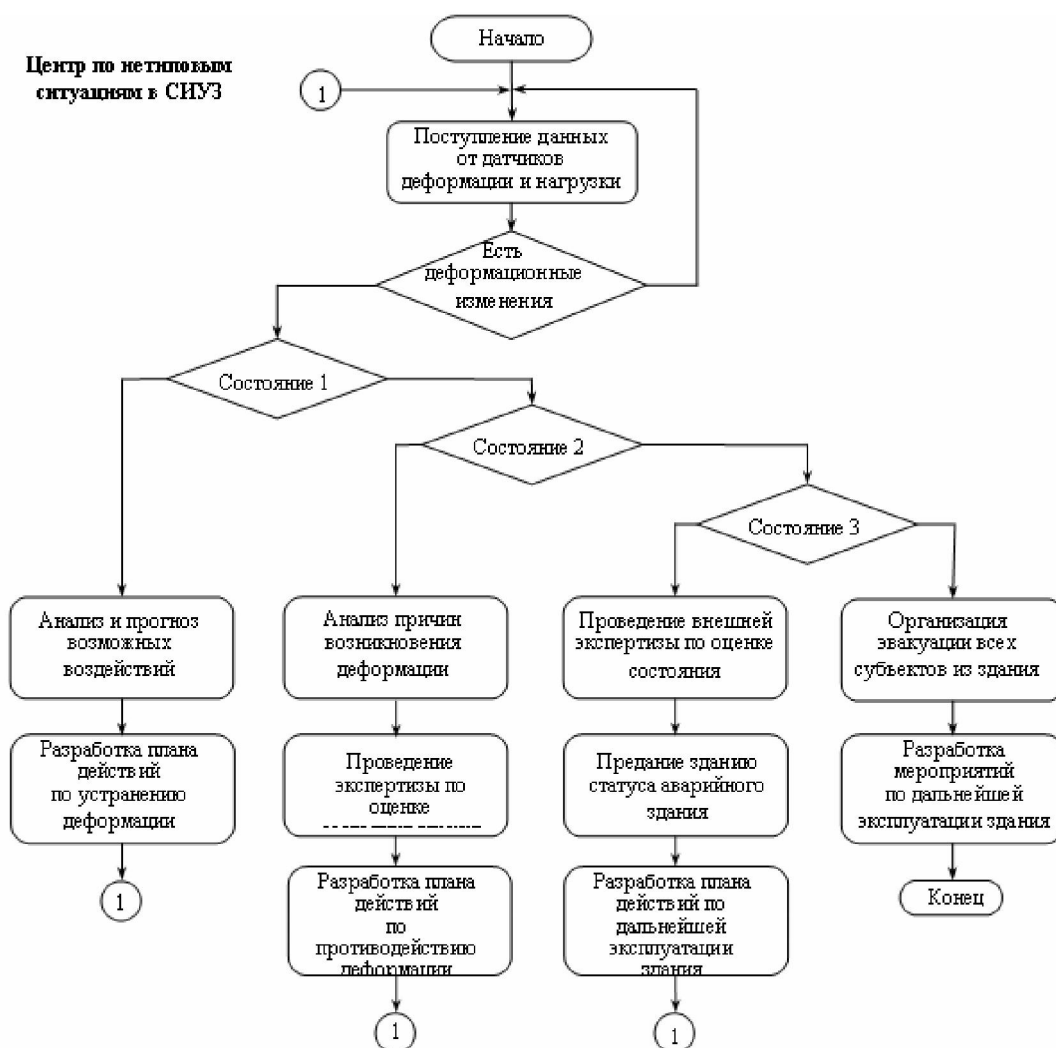 Начало
Центр по нетиповым
ситуациям в СИУЗ
1
Поступление данных
от датчиков
деформации и нагрузки
Есть
деформационные
изменения
Состояние 1
Состояние 2
Состояние 3
Анализ и прогноз
возможных
воздействий
Анализ причин
возникновения
деформации
Проведение внешней
экспертизы по оценке
состояния
Организация
эвакуации всех
субъектов из здания
Разработка плана
действий
по устранению
деформации
Проведение
экспертизы по
оценке
Предание зданию
статуса аварийного
здания
Разработка
мероприятий
по дальнейшей
эксплуатации здания
1
Разработка плана
действий
по
противодействию
деформации
Разработка плана
действий по
дальнейшей
эксплуатации
здания
Конец
1
1